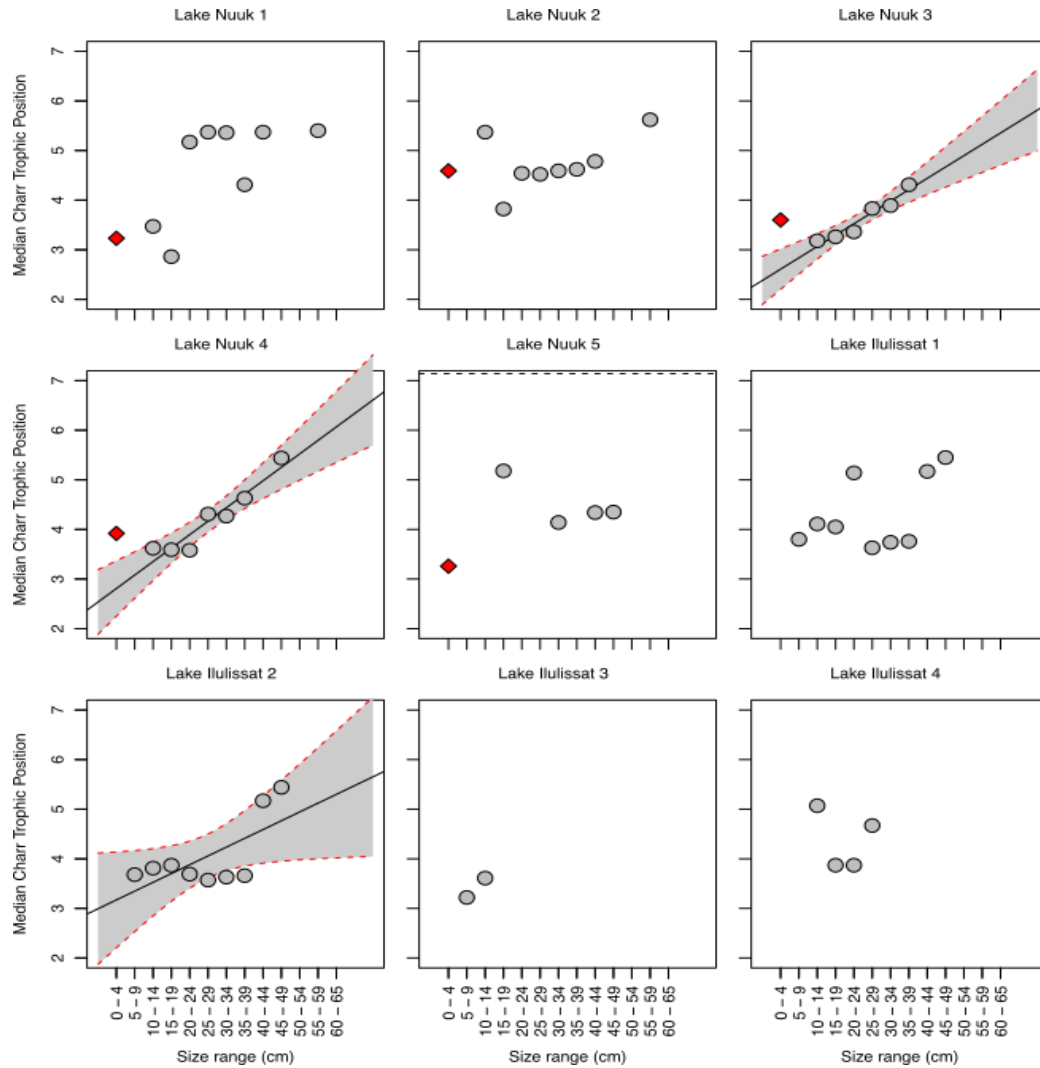 Lake Nuuk 1
Lake Nuuk 2
Lake Nuuk 3
Median Charr Trophic Position
7
6
5
4
3
2
Lake Nuuk 4
Lake Nuuk 5
Lake Ilulissat 1
Median Charr Trophic Position
7
6
5
4
3
2
Lake Ilulissat 2
Lake Ilulissat 3
Lake Ilulissat 4
Median Charr Trophic Position
7
6
5
4
3
2
0 – 4
5 – 9
10 – 14
15 – 19
20 – 24
25 – 29
30 – 34
35 – 39
40 – 44
45 – 49
50 – 54
55 – 59
60 – 65
Size range (cm)
0 – 4
5 – 9
10 – 14
15 – 19
20 – 24
25 – 29
30 – 34
35 – 39
40 – 44
45 – 49
50 – 54
55 – 59
60 – 65
Size range (cm)
0 – 4
5 – 9
10 – 14
15 – 19
20 – 24
25 – 29
30 – 34
35 – 39
40 – 44
45 – 49
50 – 54
55 – 59
60 – 65
Size range (cm)